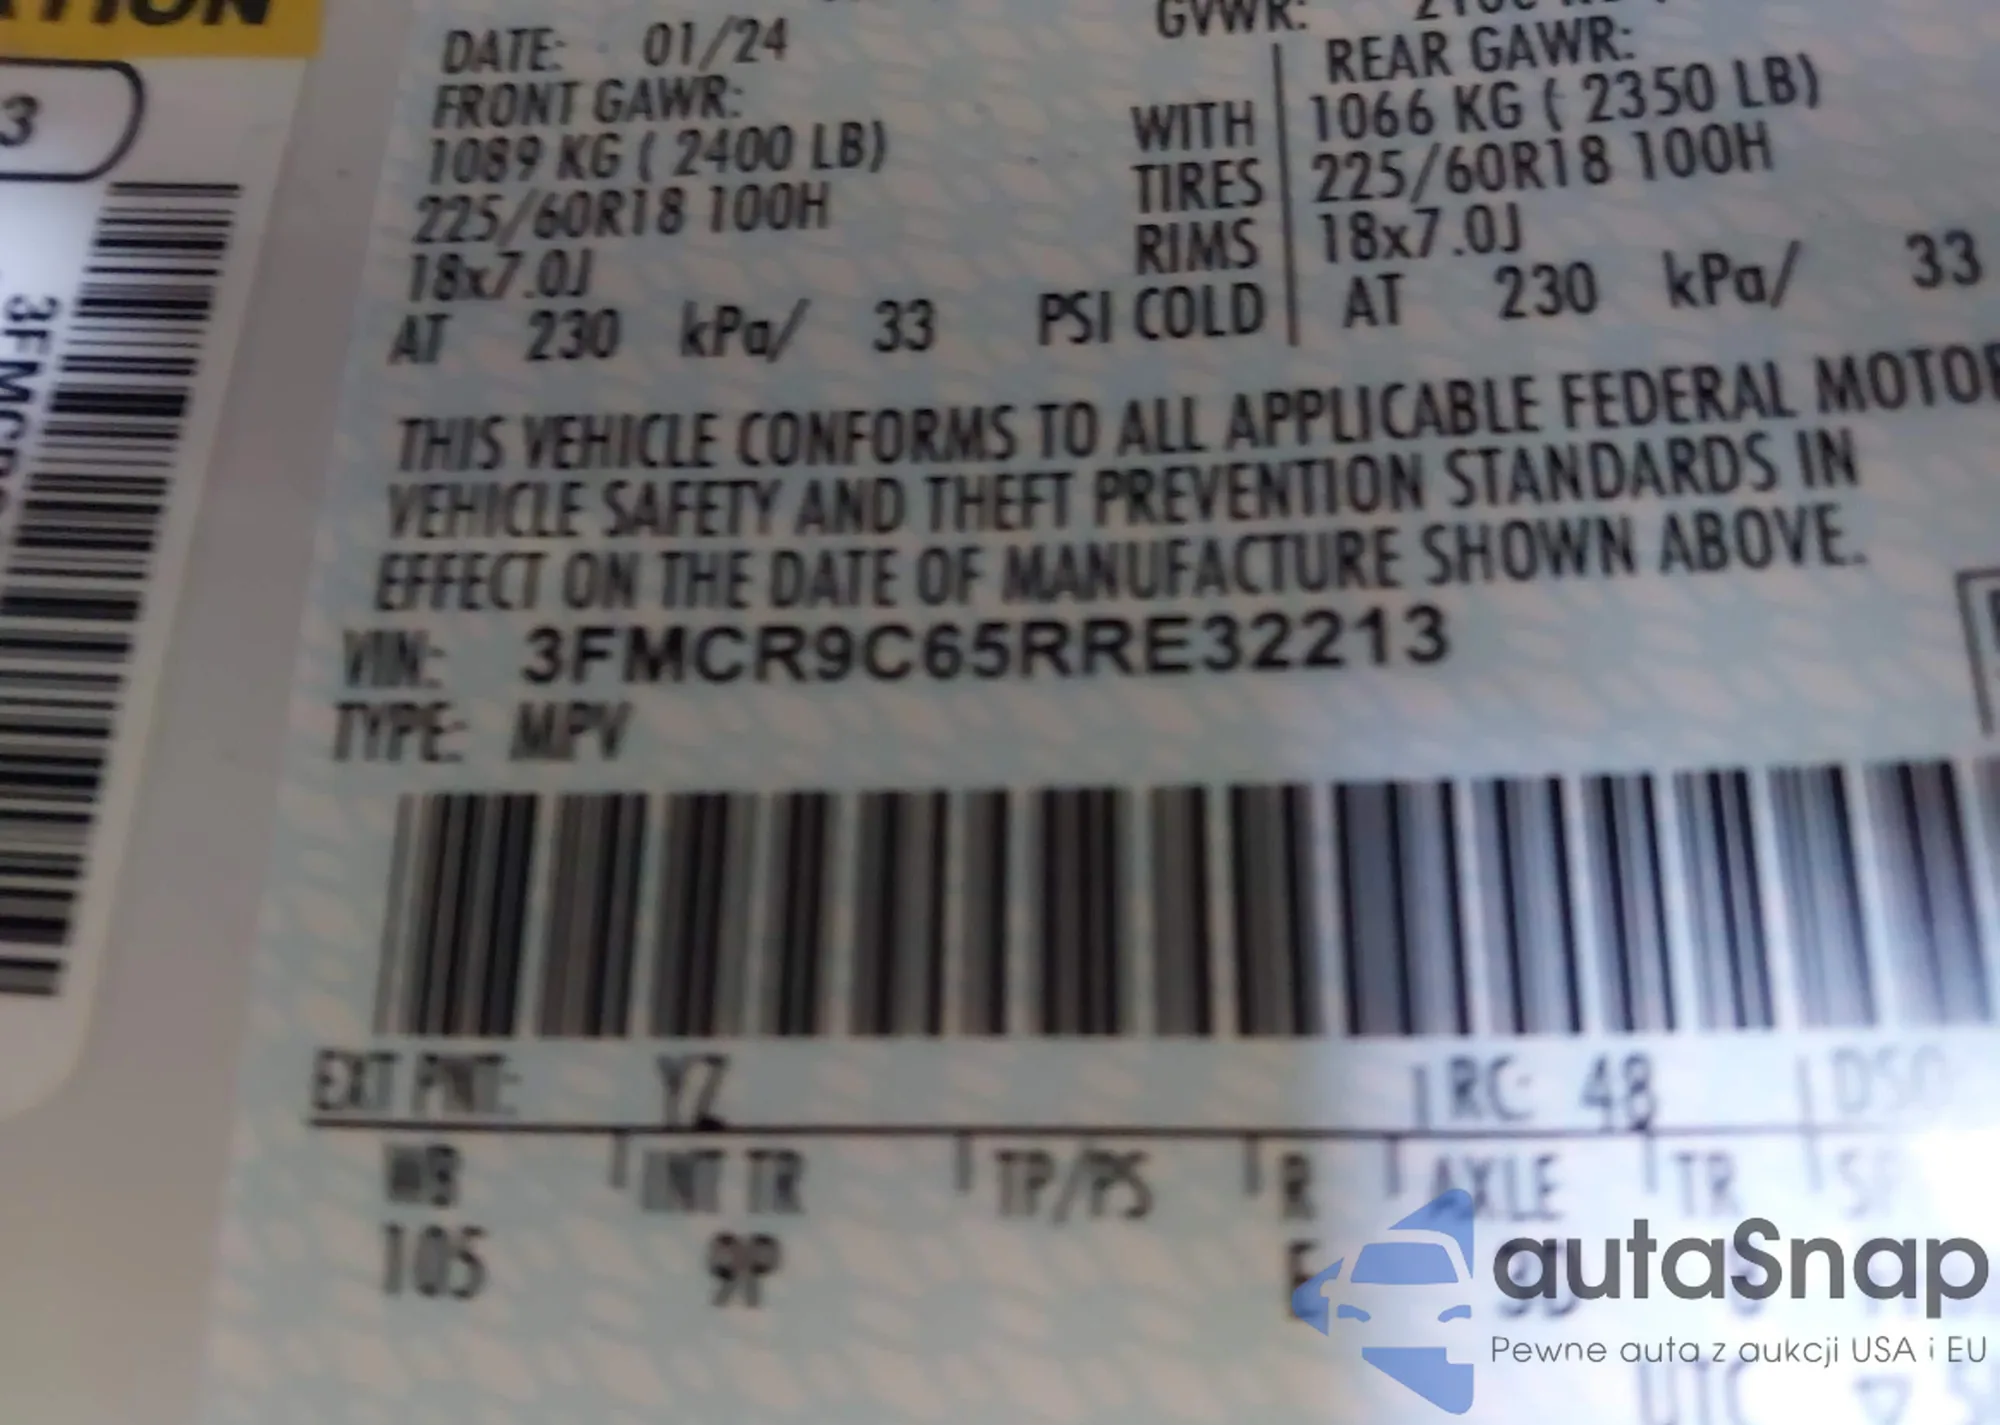 DATE: 01/24
GVWR:
FRONT GAWR:
REAR GAWR:
1089 KG ( 2400 LB)
WITH
1066 KG ( 2350 LB)
225/60R18 100H
TIRES
225/60R18 100H
18x7.0J
RIMS
18x7.0J
AT 230 kPa/ 33 PSI COLD
AT 230 kPa/ 33
THIS VEHICLE CONFORMS TO ALL APPLICABLE FEDERAL MOTOR
VEHICLE SAFETY AND THEFT PREVENTION STANDARDS IN
EFFECT ON THE DATE OF MANUFACTURE SHOWN ABOVE.
VIN: 3FMCR9C65RRE32213
TYPE: MPV
EXT PNT: YZ RC: 48 DSO
WB INT TR TP/PS R AXLE TR
105 9P
3
autaSnap
Pewne auta z aukcji USA i EU